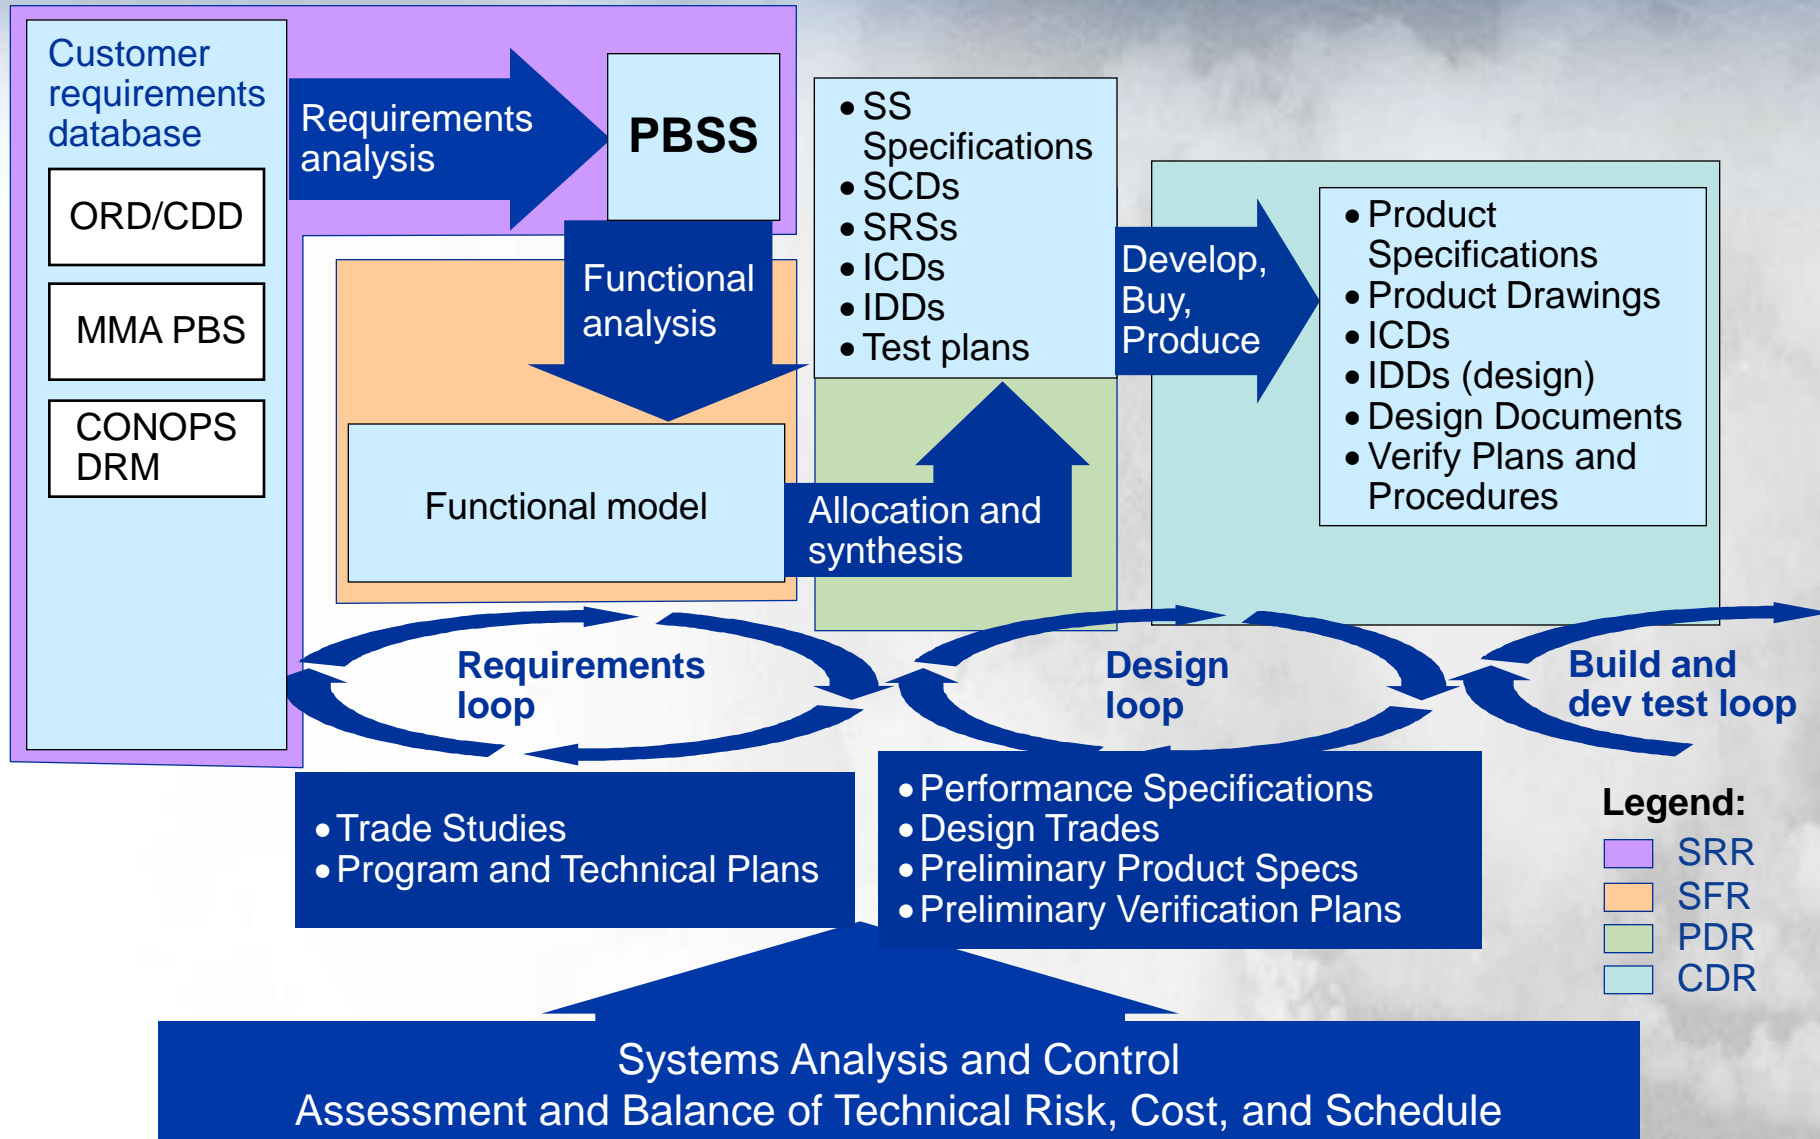 Customer
requirements
database
ORD/CDD
MMA PBS
CONOPS
DRM
Requirements
analysis
PBSS
Functional
analysis
Functional model
Allocation and
synthesis
• SS
Specifications
• SCDs
• SRSs
• ICDs
• IDDs
• Test plans
Develop,
Buy,
Produce
• Product
Specifications
• Product Drawings
• ICDs
• IDDs (design)
• Design Documents
• Verify Plans and
Procedures
Requirements
loop
Design
loop
Build and
dev test loop
• Trade Studies
• Program and Technical Plans
• Performance Specifications
• Design Trades
• Preliminary Product Specs
• Preliminary Verification Plans
Legend:
SRR
SFR
PDR
CDR
Systems Analysis and Control
Assessment and Balance of Technical Risk, Cost, and Schedule